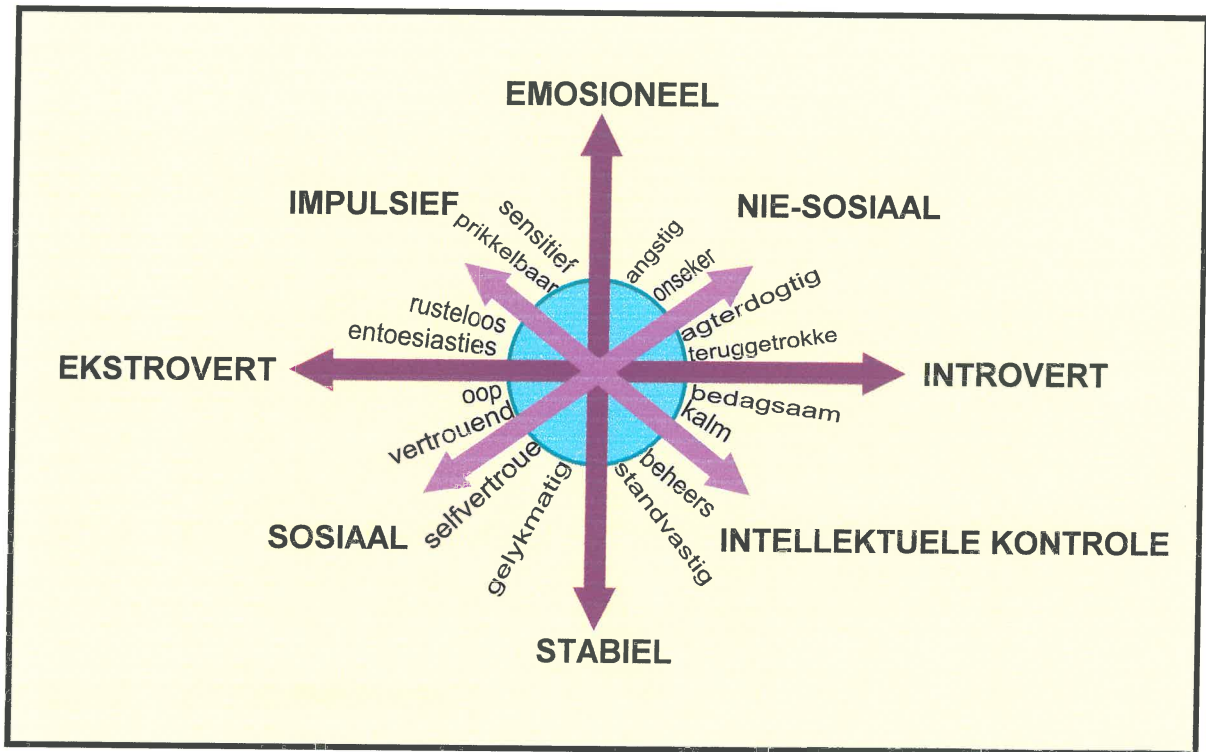 EMOSIONEEL
IMPULSIEF
NIE-SOSIAAL
sensitief
prikkelbaar
angstig
onseker
rusteloos
entoesiasties
agterdogtig
teruggetrokke
EKSTROVERT
INTROVERT
oop
vertrouend
selfvertroue
gelykmatig
bedagsaam
kalm
beheers
standvastig
SOSIAAL
INTELLEKTUELE KONTROLE
STABIEL